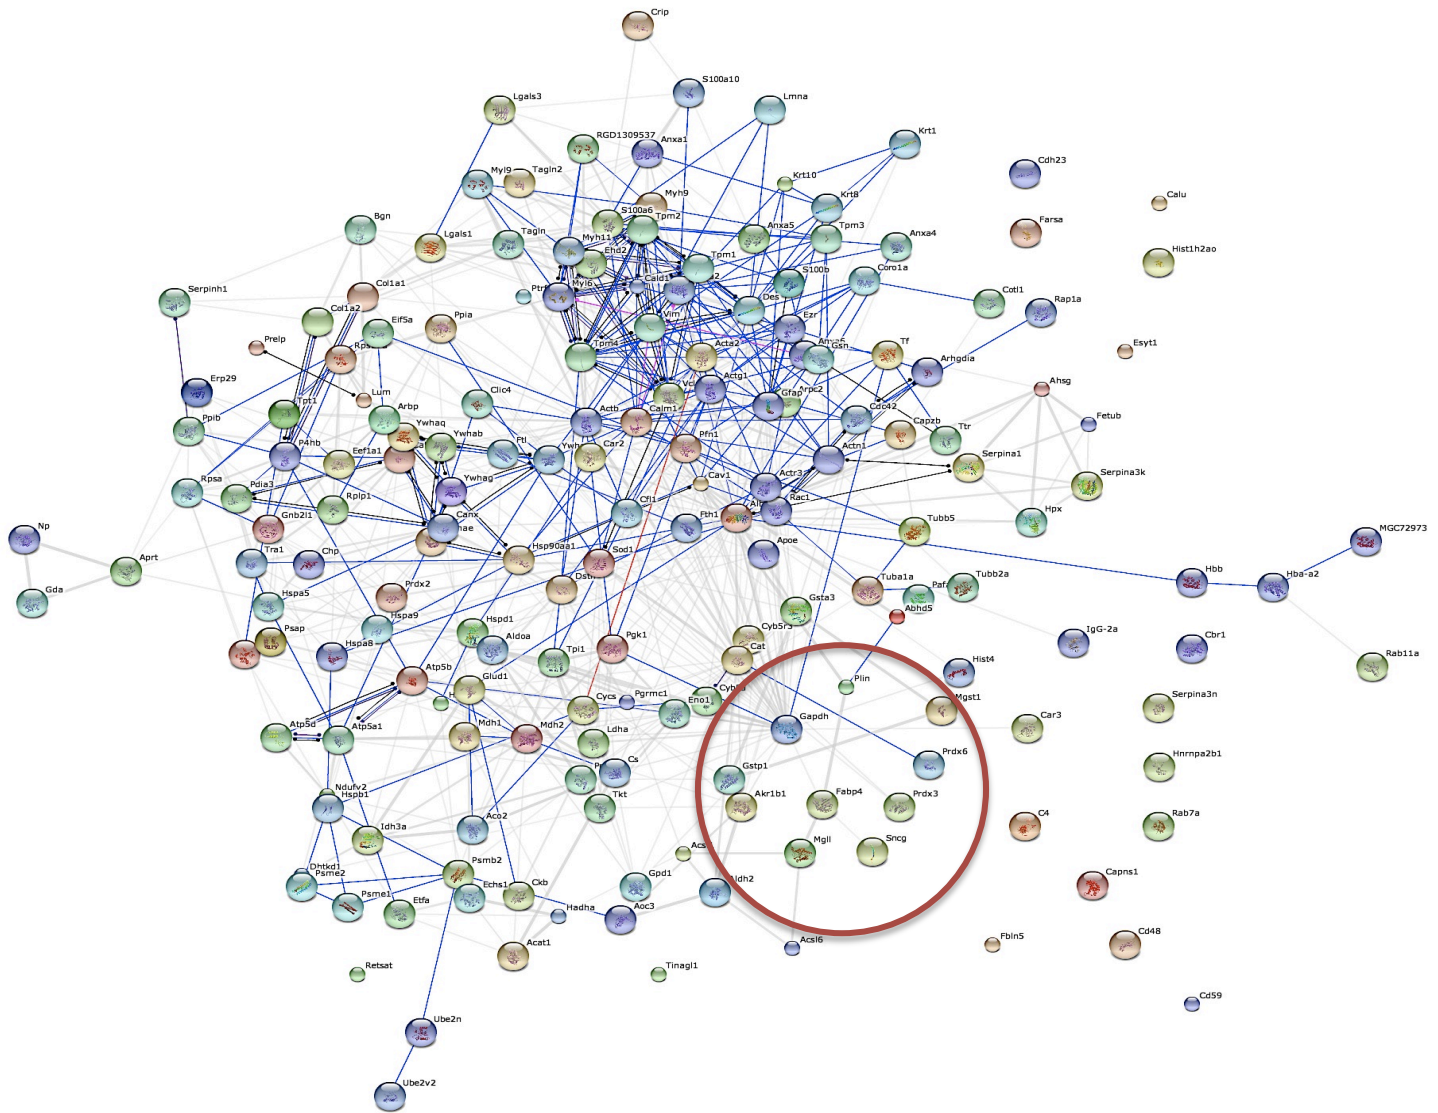 Crip
S100a10
Lgals3
Lmna
RGD1309537
Anxa1
Krt1
Cdh23
Myl9
Tagln2
Krt10
Calu
Myh9
Krt8
Bgn
S100a6
Tpm2
Farsa
Lgals1
Tagln
Myh11
Anxa5
Tpm3
Anxa4
Hist1h2ao
Ehd2
Tpm1
Serpinh1
Col1a1
Myl6
Cald1
S100b
Coro1a
Cotl1
Rap1a
Col1a2
Des
Eif5a
Ppia
Vim
Ezr
Prelp
Tpm4
Acta2
Gsn
Tf
Esyt1
Erp29
Lum
Clic4
Actg1
Arhgdia
Ahsg
Tpt1
Arbp
Gfap
Arpc2
Ppib
Ywhaq
Ywhab
Actb
Calm1
Cdc42
Capzb
Ttr
Fetub
P4hb
Eef1a1
Ftl
Car2
Pfn1
Actn1
Serpina1
Serpina3k
Rpsa
Pdia3
Ywhag
Cav1
Actr3
Rplp1
Cfl1
Rac1
Hpx
Gnb2l1
Canx
Fth1
Tubb5
Np
MGC72973
Aprt
Tra1
Chp
Hsp90aa1
Sod1
Apoe
Hbb
Hba-a2
Gda
Hspa5
Prdx2
Dstn
Tuba1a
Tubb2a
Gsta3
Abhd5
Psap
Hspa9
Hspd1
Aldoa
Cyb5r3
IgG-2a
Cbr1
Hspa8
Tpi1
Pgk1
Cat
Hist4
Rab11a
Atp5b
Glud1
Plin
Cycs
Pgrmc1
Eno1
Mgst1
Serpina3n
Atp5d
Atp5a1
Mdh1
Mdh2
Ldha
Gapdh
Car3
Cs
Gstp1
Prdx6
Hnrnpa2b1
Ndufv2
Hspb1
Tkt
Akr1b1
Fabp4
Prdx3
Idh3a
Aco2
C4
Rab7a
Mgll
Sncg
Dhtkd1
Psme2
Psmb2
Gpd1
Aldh2
Capns1
Psme1
Etfa
Echs1
Ckb
Hadha
Aoc3
Acat1
Acsl6
Fbln5
Cd48
Retsat
Tinagl1
Cd59
Ube2n
Ube2v2